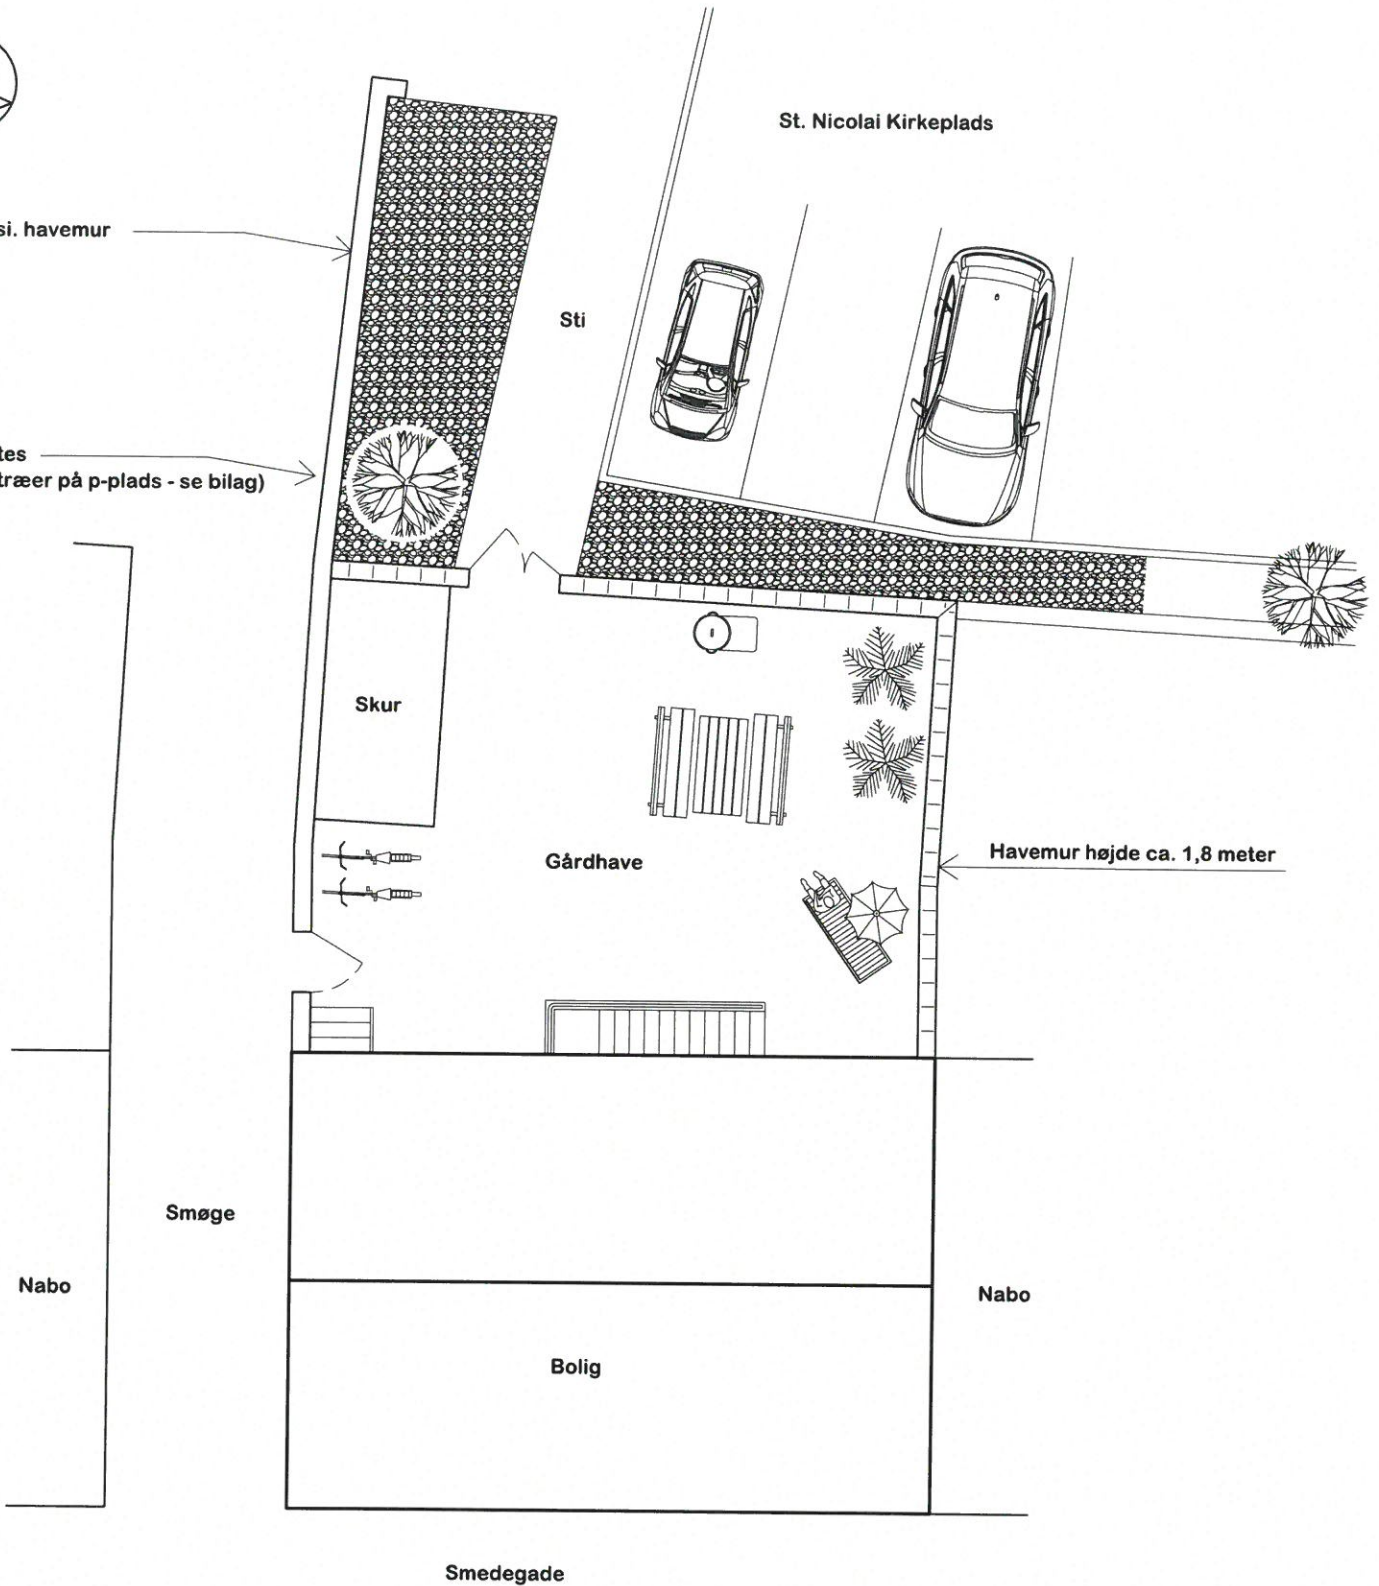 St. Nicolai Kirkeplads
si. havemur
Sti
tes
træer på p-plads - se bilag)
Skur
Gårdhave
Havemur højde ca. 1,8 meter
Smøge
Nabo
Nabo
Bolig
Smedegade